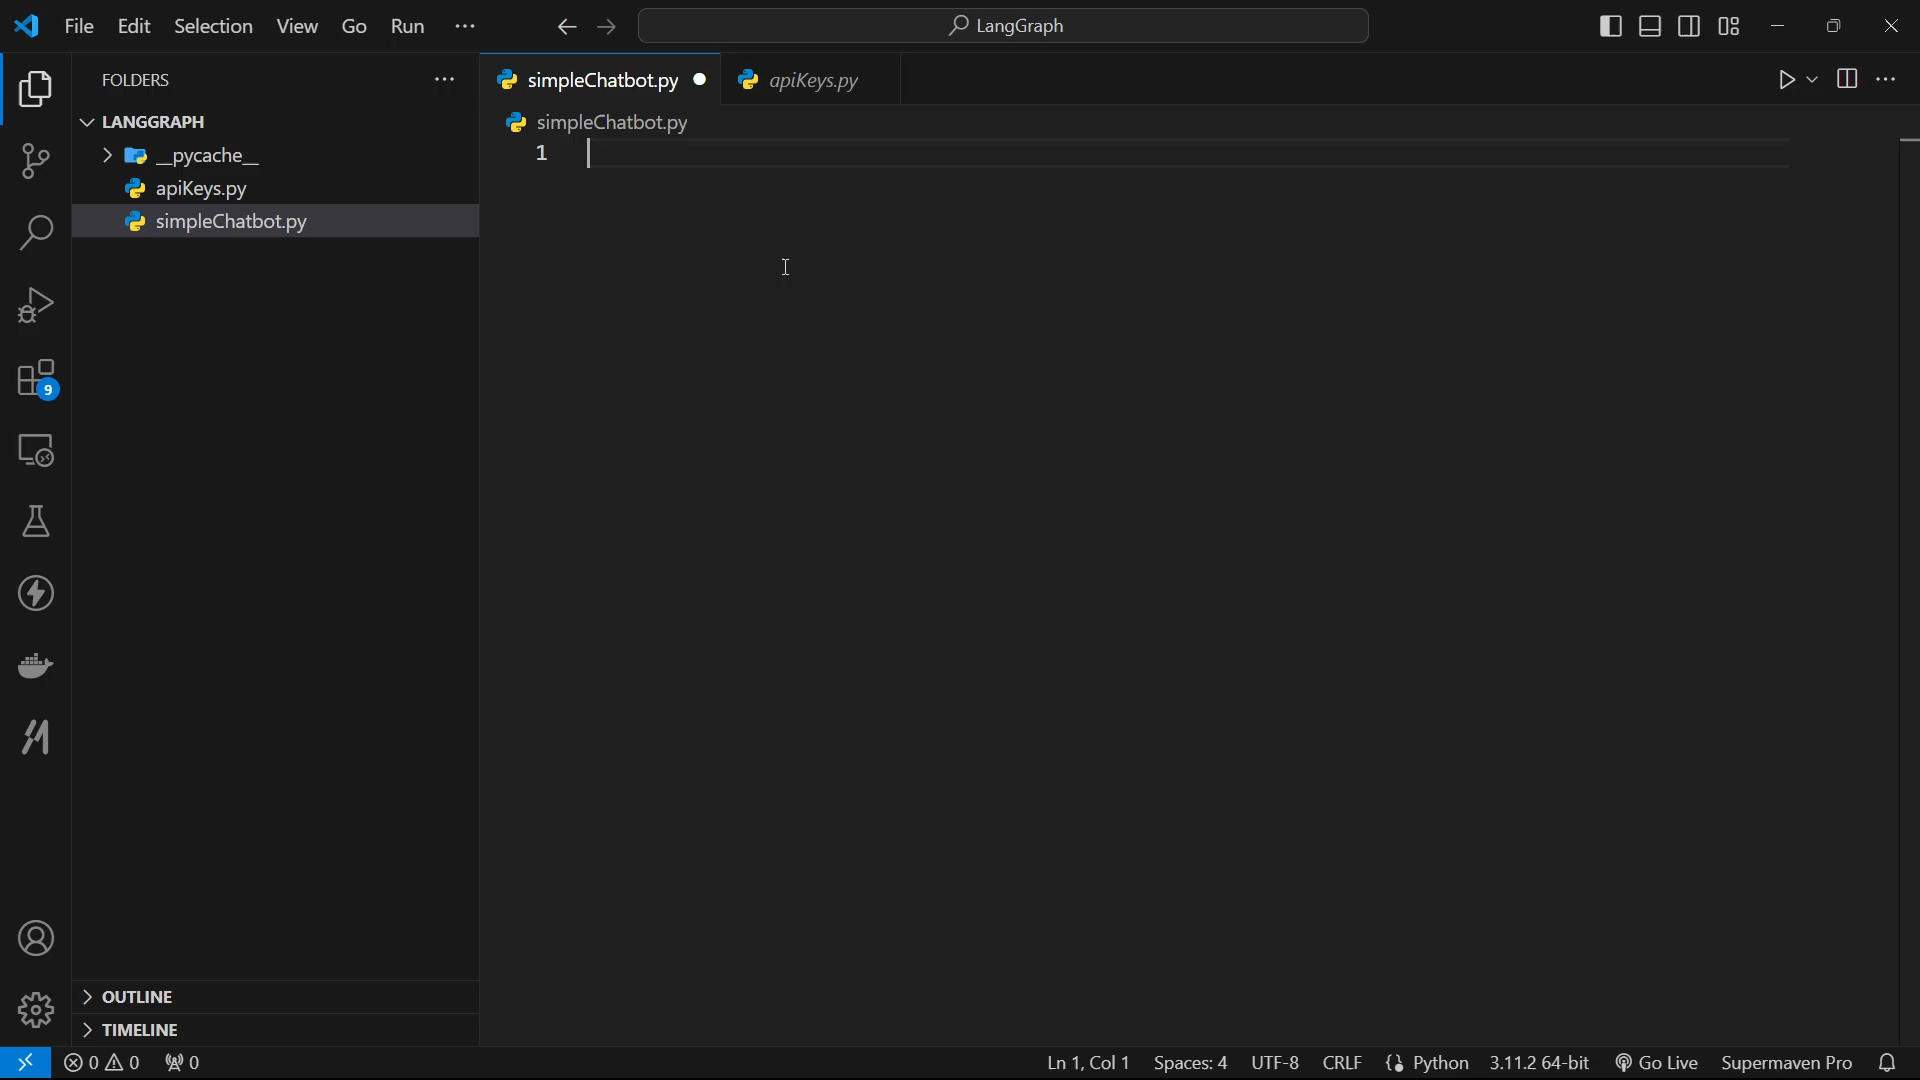 File Edit Selection View Go Run
LangGraph
FOLDERS
simpleChatbot.py
apiKeys.py
LANGGRAPH
simpleChatbot.py
__pycache__
1
apiKeys.py
simpleChatbot.py
9
OUTLINE
TIMELINE
0 0 0
Ln 1, Col 1 Spaces: 4 UTF-8 CRLF Python 3.11.2 64-bit Go Live Supermaven Pro